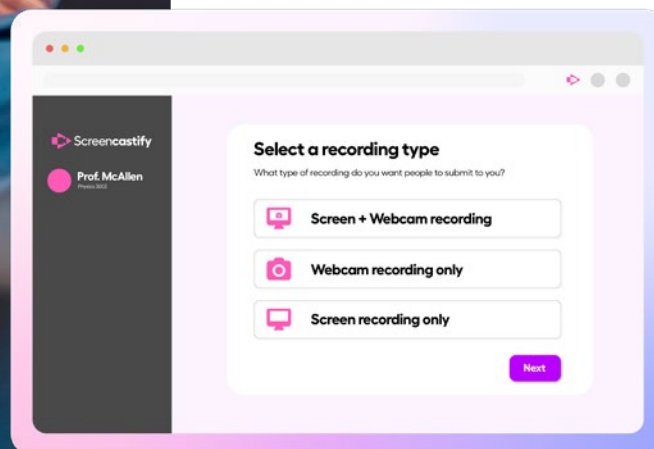 Screencastify
Prof. McAllen
Select a recording type
What type of recording do you want people to submit to you?
Screen + Webcam recording
Webcam recording only
Screen recording only
Next